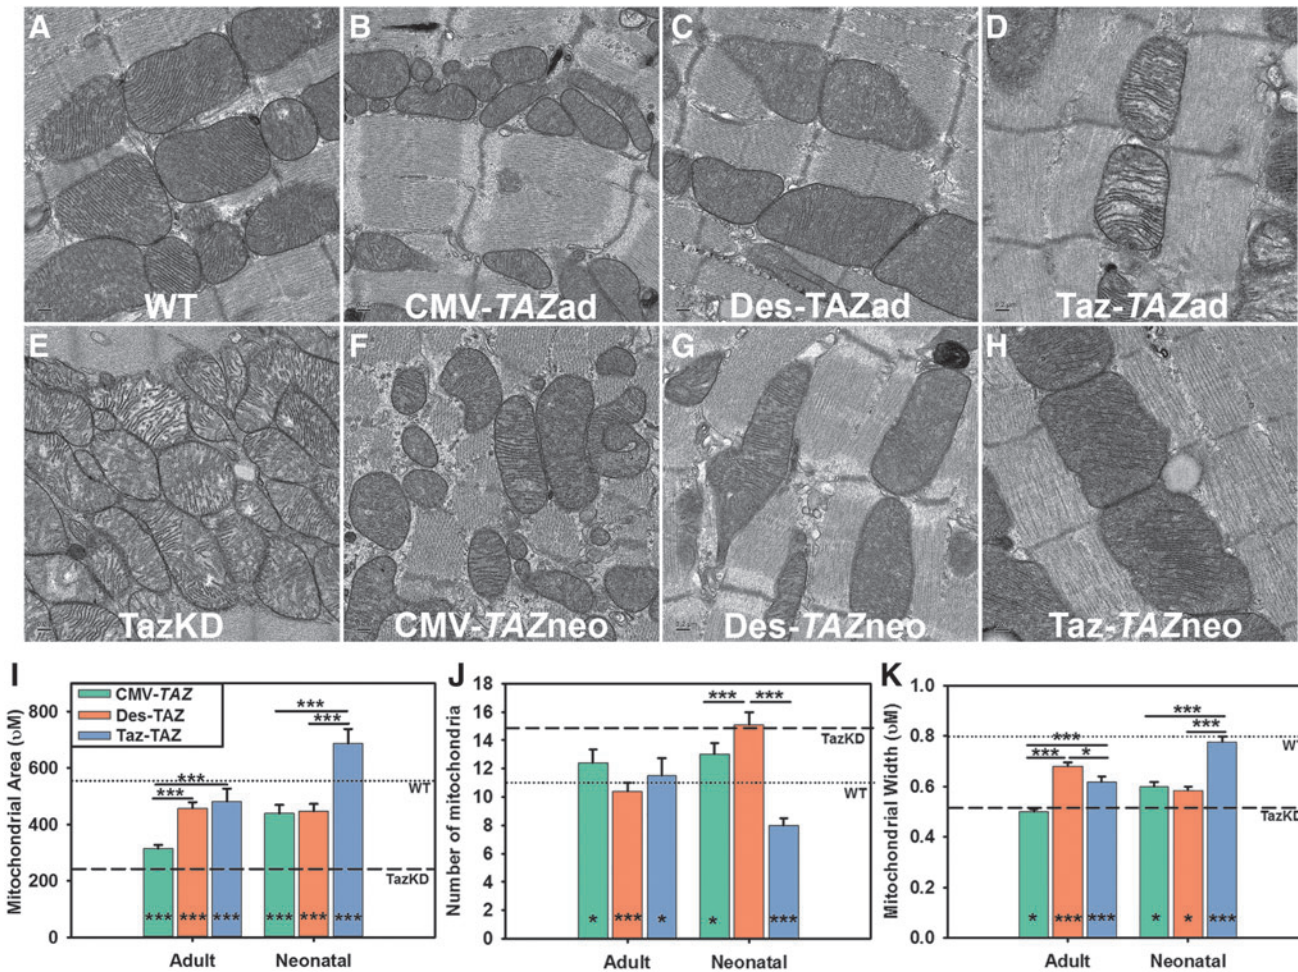 A
B
C
D
WT
CMV-TAZad
Des-TAZad
Taz-TAZad
E
F
G
H
TazKD
CMV-TAZneo
Des-TAZneo
Taz-TAZneo
I
J
K
CMV-TAZ
Des-TAZ
Taz-TAZ
Mitochondrial Area (υM)
800
600
400
200
0
***
***
***
***
WT
TazKD
*** *** *** *** *** ***
Adult Neonatal
Number of mitochondria
18
16
14
12
10
8
6
4
2
0
*** ***
TazKD
WT
* *** * * ***
Adult Neonatal
Mitochondrial Width (υM)
1.0
0.8
0.6
0.4
0.2
0.0
***
*** *
***
***
WT
TazKD
* *** *** * * ***
Adult Neonatal